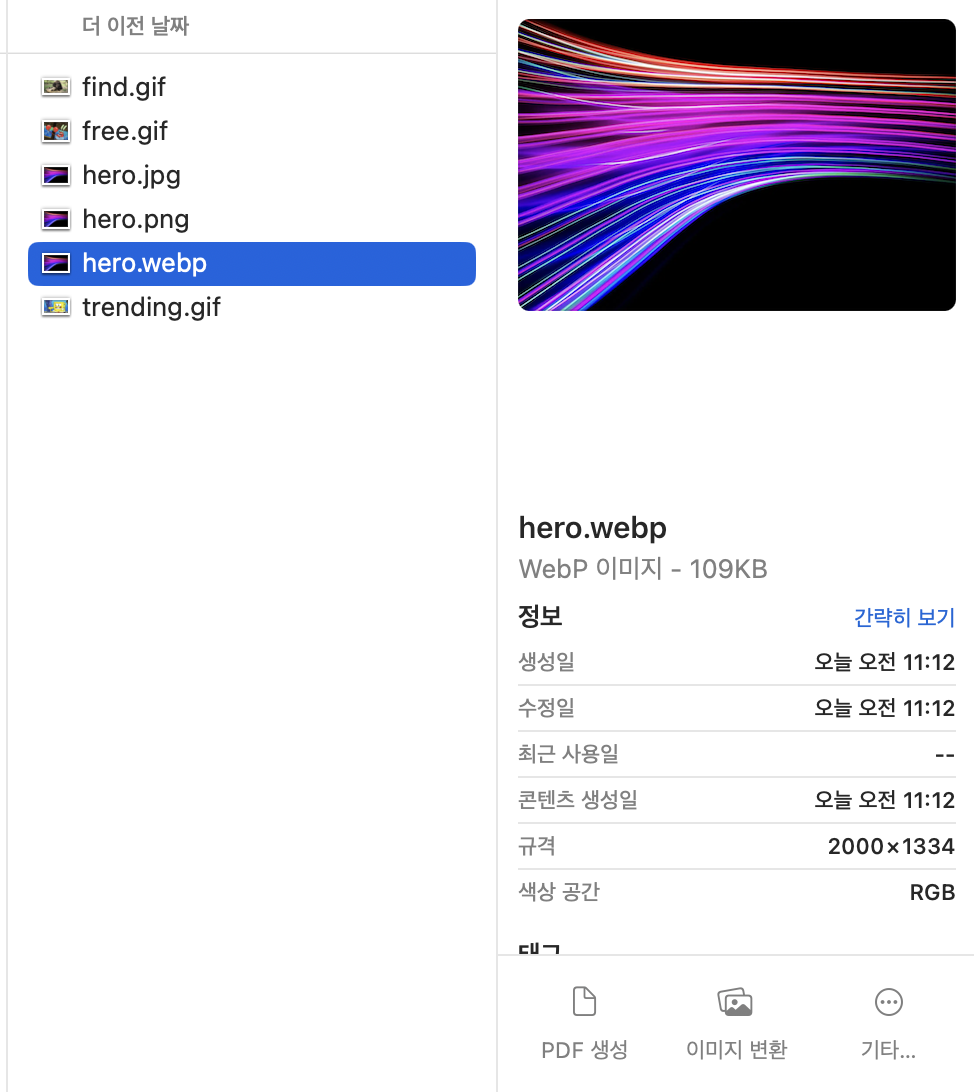 더 이전 날짜
find.gif
free.gif
hero.jpg
hero.png
hero.webp
trending.gif
hero.webp
WebP 이미지 - 109KB
정보 간략히 보기
생성일 오늘 오전 11:12
수정일 오늘 오전 11:12
최근 사용일 --
콘텐츠 생성일 오늘 오전 11:12
규격 2000×1334
색상 공간 RGB
태그
PDF 생성 이미지 변환 기타...